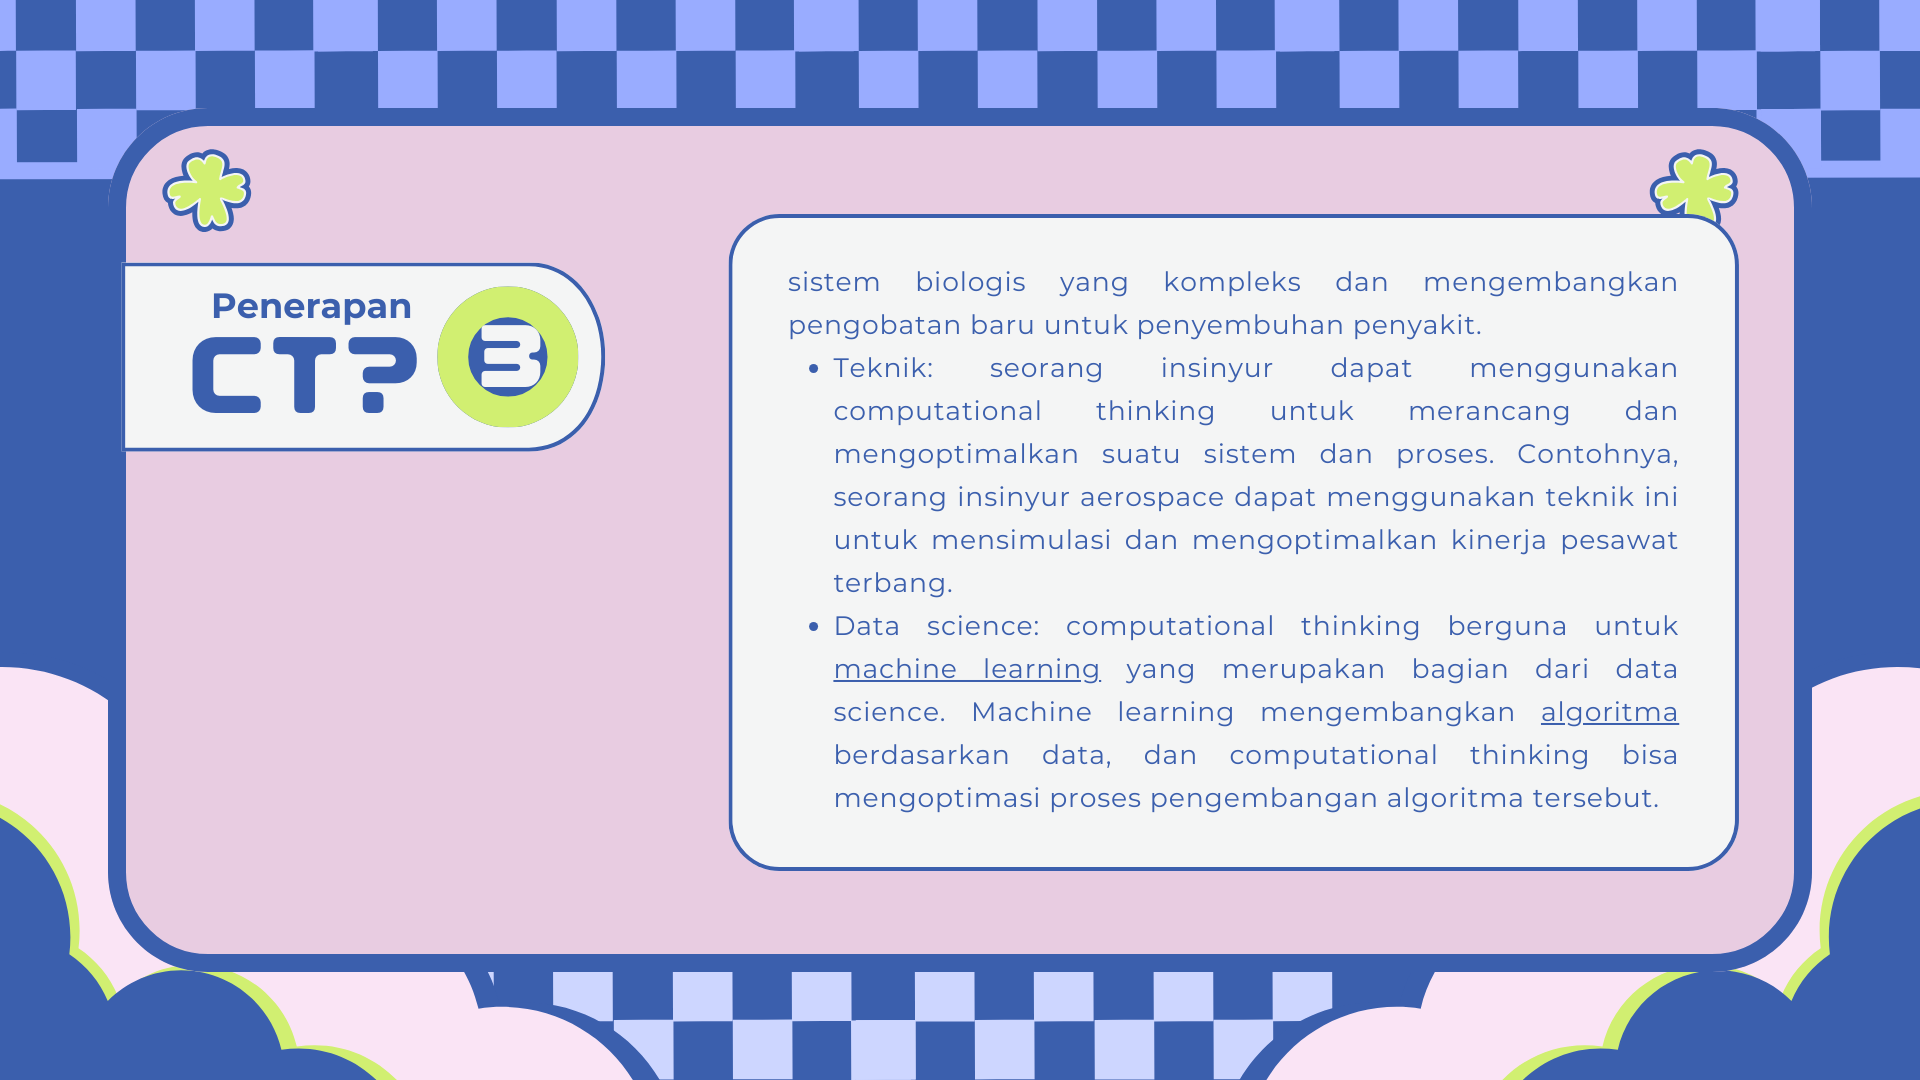 Penerapan
CT?
3
sistem biologis yang kompleks dan mengembangkan
pengobatan baru untuk penyembuhan penyakit.
• Teknik: seorang insinyur dapat menggunakan
computational thinking untuk merancang dan
mengoptimalkan suatu sistem dan proses. Contohnya,
seorang insinyur aerospace dapat menggunakan teknik ini
untuk mensimulasi dan mengoptimalkan kinerja pesawat
terbang.
• Data science: computational thinking berguna untuk
machine learning yang merupakan bagian dari data
science. Machine learning mengembangkan algoritma
berdasarkan data, dan computational thinking bisa
mengoptimasi proses pengembangan algoritma tersebut.